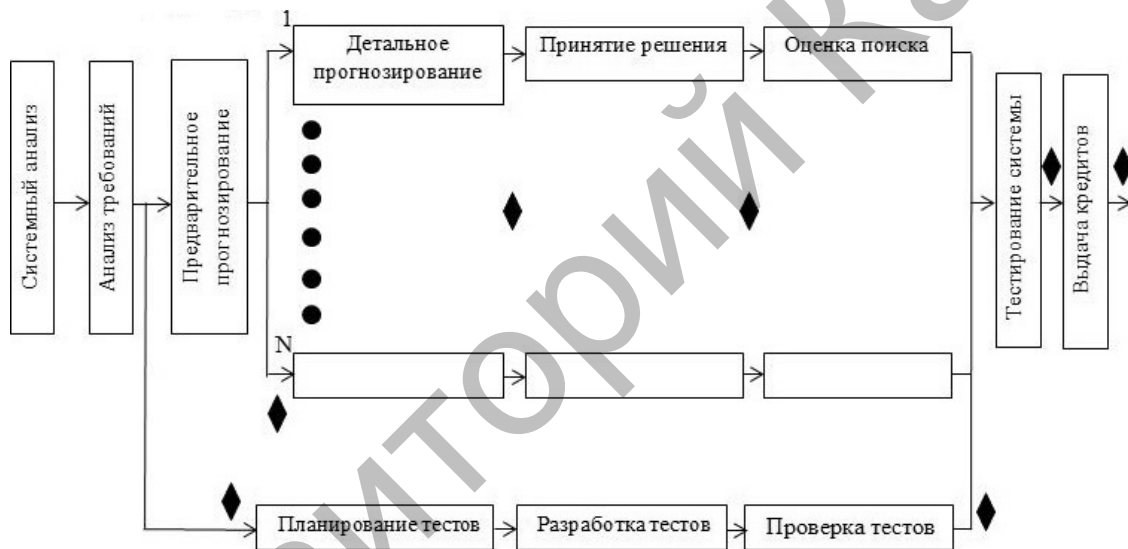 Системный анализ
Анализ требований
Предварительное
прогнозирование
1
Детальное
прогнозирование
Принятие решения
Оценка поиска
N
Планирование тестов
Разработка тестов
Проверка тестов
Тестирование системы
Выдача кредитов